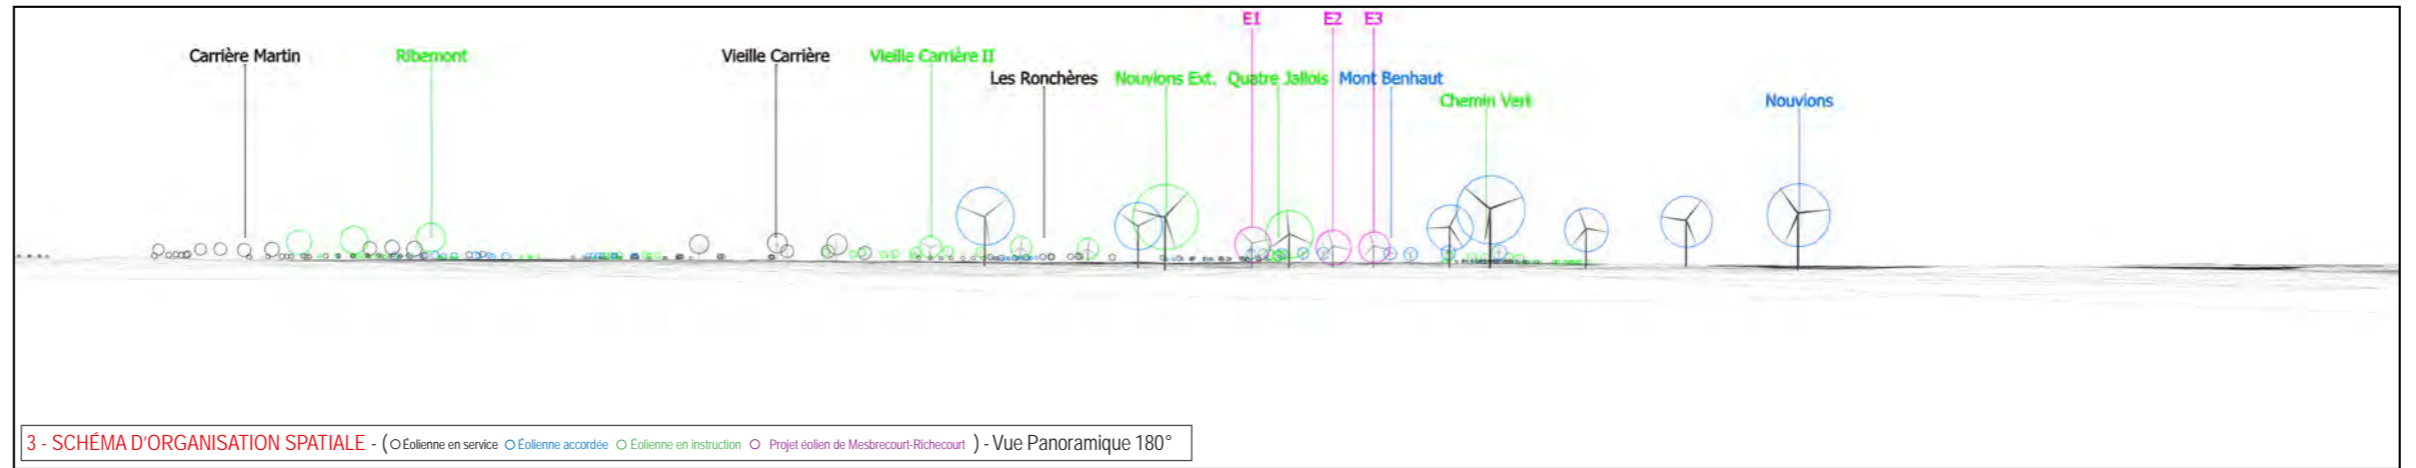 E1 E2 E3
Carrière Martin Ribemont Vieille Carrière Vieille Carrière II
Les Ronchères Nouvions Ext. Quatre Jallois Mont Benhaut
Chemin Vert Nouvions
3 - SCHÉMA D'ORGANISATION SPATIALE - ( Éolienne en service Éolienne accordée Éolienne en instruction Projet éolien de Mesbrecourt-Richecourt ) - Vue Panoramique 180°